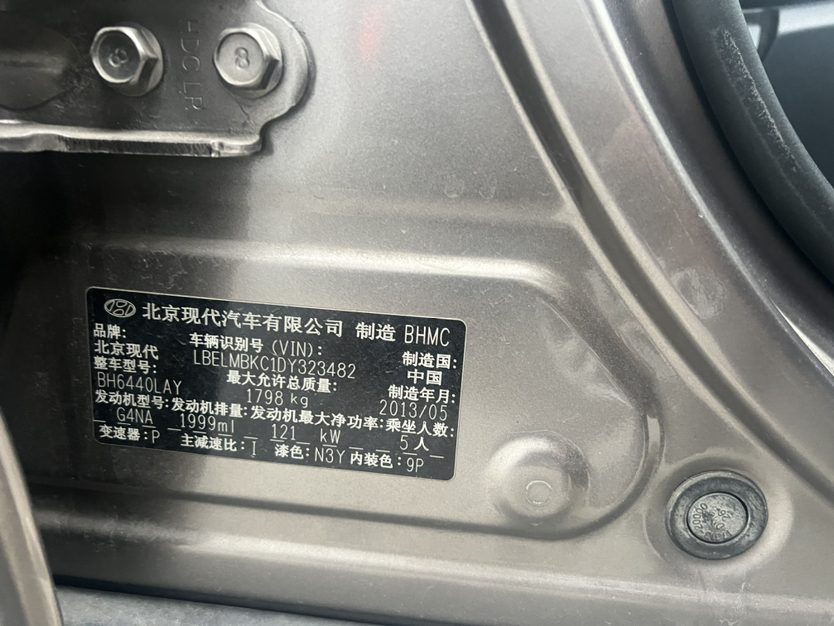 8
8
HDC LR
北京现代汽车有限公司 制造 BHMC
品牌: 车辆识别号 (VIN): 制造国:
北京现代 LBELMBKC1DY323482 中国
整车型号: 最大允许总质量: 制造年月:
BH6440LAY 1798 kg 2013/05
发动机型号: 发动机排量: 发动机最大净功率: 乘坐人数:
G4NA 1999ml 121 kW 5人
变速器: P 主减速比: I 漆色: N3Y 内装色: 9P